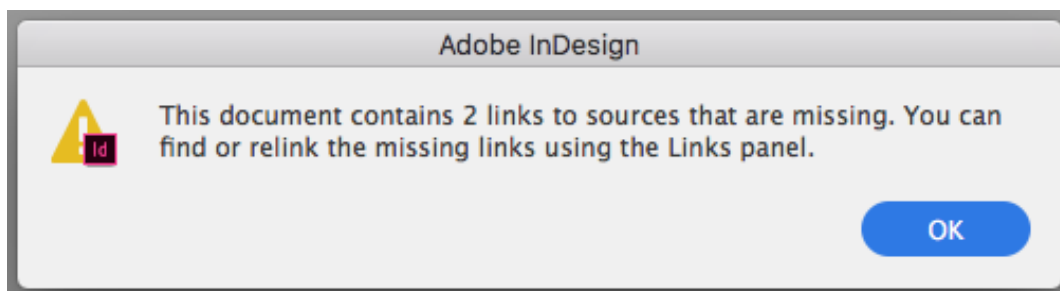 Adobe InDesign
This document contains 2 links to sources that are missing. You can
find or relink the missing links using the Links panel.
Id
OK